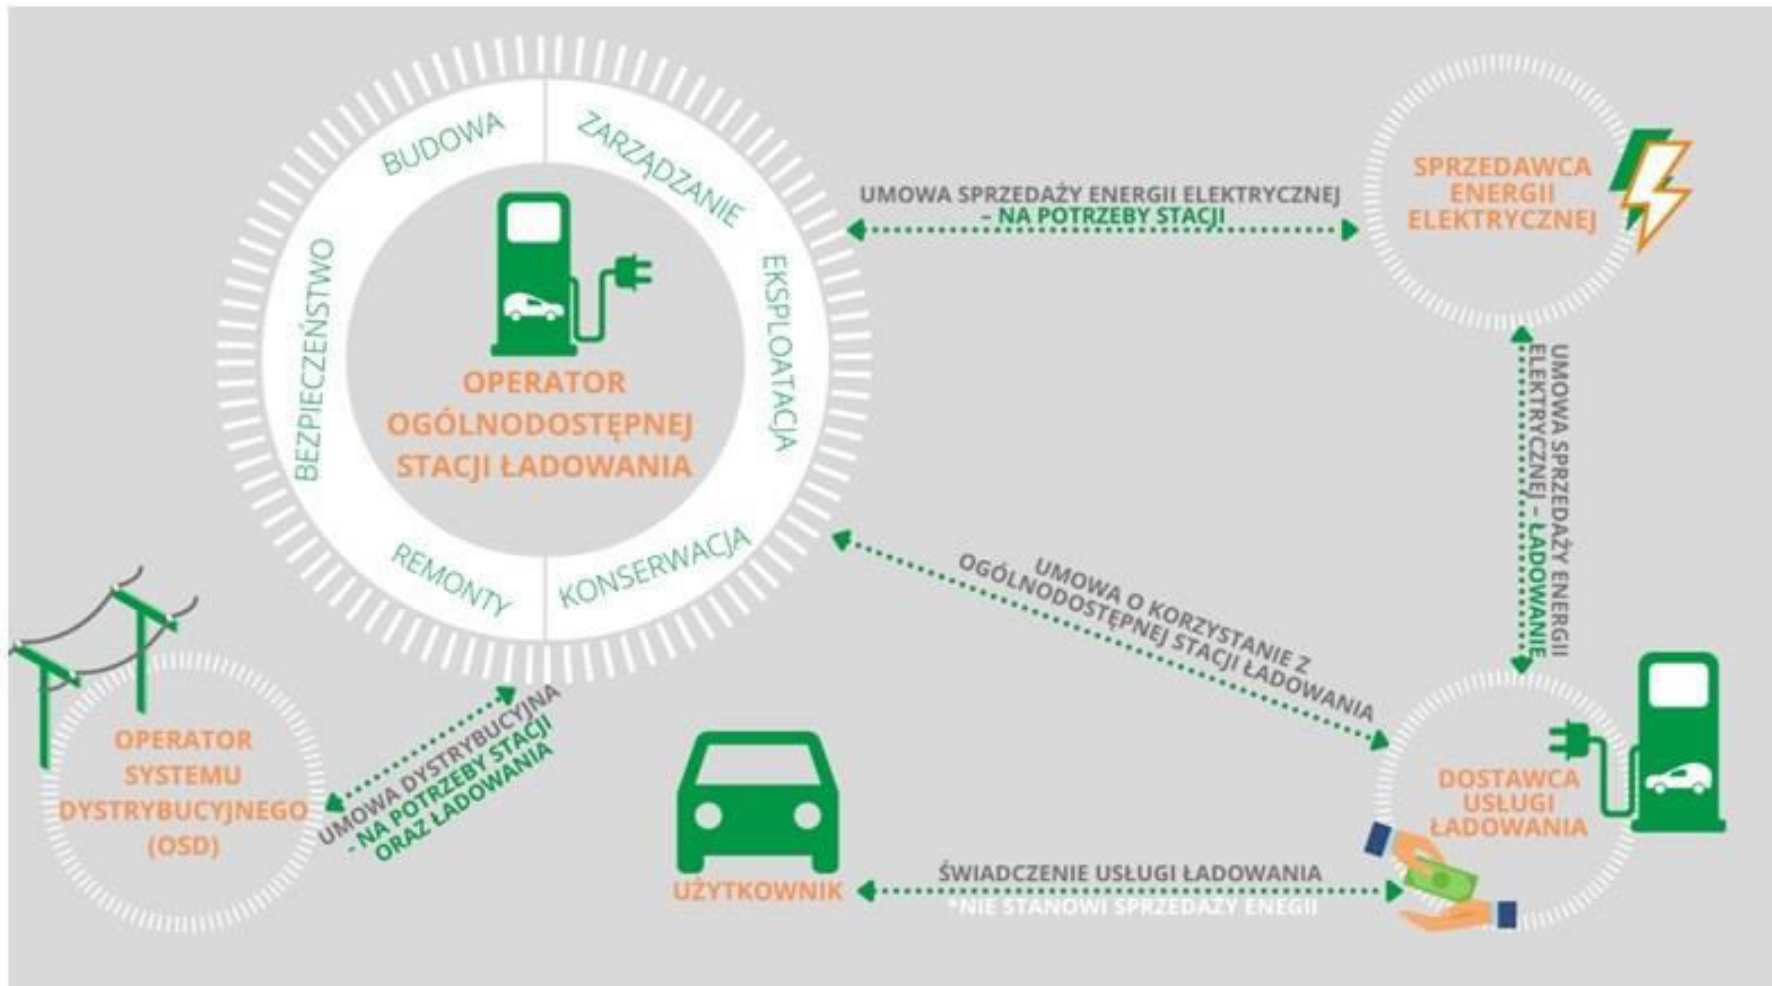 BUDOWA
ZARZĄDZANIE
EKSPLOATACJA
KONSERWACJA
REMONTY
BEZPIECZEŃSTWO
OPERATOR
OGÓLNODOSTĘPNEJ
STACJI ŁADOWANIA
UMOWA SPRZEDAŻY ENERGII ELEKTRYCZNEJ
– NA POTRZEBY STACJI
SPRZEDAWCA
ENERGII
ELEKTRYCZNEJ
UMOWA SPRZEDAŻY ENERGII
ELEKTRYCZNEJ – ŁADOWANIE
UMOWA O KORZYSTANIE Z
OGÓLNODOSTĘPNEJ STACJI ŁADOWANIA
OPERATOR
SYSTEMU
DYSTRYBUCYJNEGO
(OSD)
UMOWA DYSTRYBUCYJNA
- NA POTRZEBY STACJI
ORAZ ŁADOWANIA
UŻYTKOWNIK
ŚWIADCZENIE USŁUGI ŁADOWANIA
*NIE STANOWI SPRZEDAŻY ENEGII
DOSTAWCA
USŁUGI
ŁADOWANIA